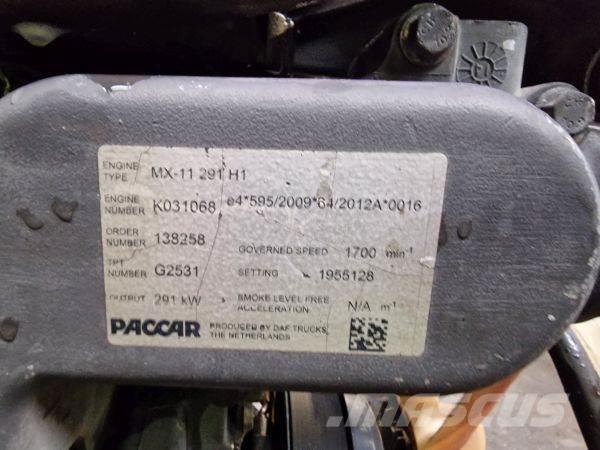 ENGINE TYPE MX-11 291 H1
ENGINE NUMBER K031068 e4*595/2009*64/2012A*0016
ORDER NUMBER 138258 GOVERNED SPEED 1700 min-1
TPT NUMBER G2531 SETTING 1955128
OUTPUT 291 kW SMOKE LEVEL FREE ACCELERATION N/A m-1
PACCAR PRODUCED BY DAF TRUCKS, THE NETHERLANDS
MASCUS